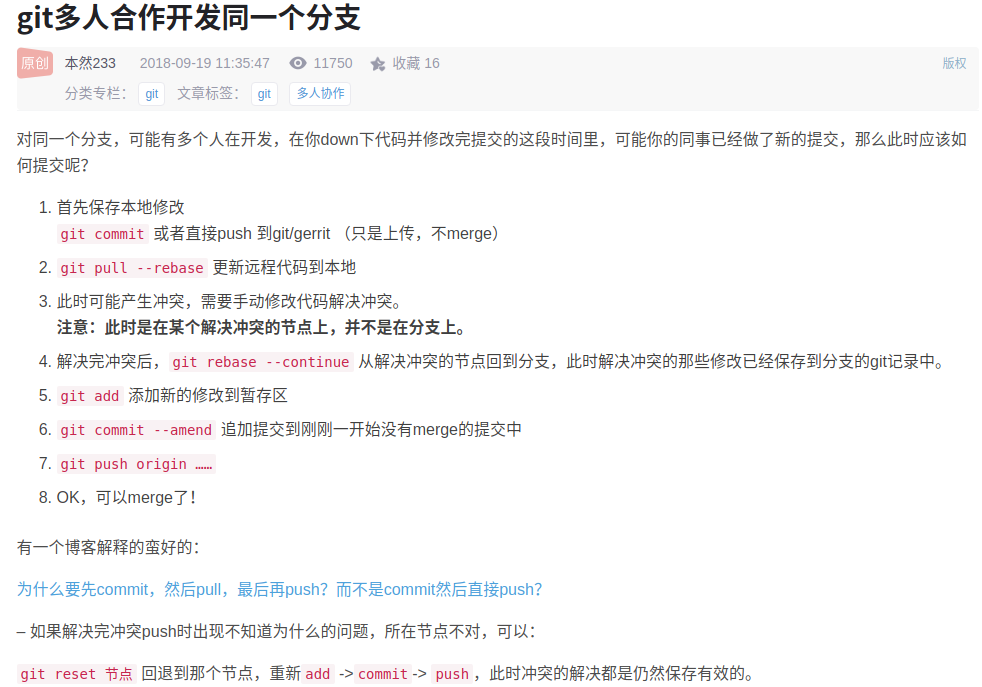 git多人合作开发同一个分支
原创 本然233 2018-09-19 11:35:47 11750 收藏 16 版权
分类专栏： git 文章标签： git 多人协作
对同一个分支，可能有多个人在开发，在你down下代码并修改完提交的这段时间里，可能你的同事已经做了新的提交，那么此时应该如
何提交呢？
1. 首先保存本地修改
git commit 或者直接push 到git/gerrit （只是上传，不merge）
2. git pull --rebase 更新远程代码到本地
3. 此时可能产生冲突，需要手动修改代码解决冲突。
注意：此时是在某个解决冲突的节点上，并不是在分支上。
4. 解决完冲突后， git rebase --continue 从解决冲突的节点回到分支，此时解决冲突的那些修改已经保存到分支的git记录中。
5. git add 添加新的修改到暂存区
6. git commit --amend 追加提交到刚刚一开始没有merge的提交中
7. git push origin ……
8. OK，可以merge了！
有一个博客解释的蛮好的：
为什么要先commit，然后pull，最后再push？而不是commit然后直接push？
– 如果解决完冲突push时出现不知道为什么的问题，所在节点不对，可以：
git reset 节点 回退到那个节点，重新 add -> commit -> push ，此时冲突的解决都是仍然保存有效的。